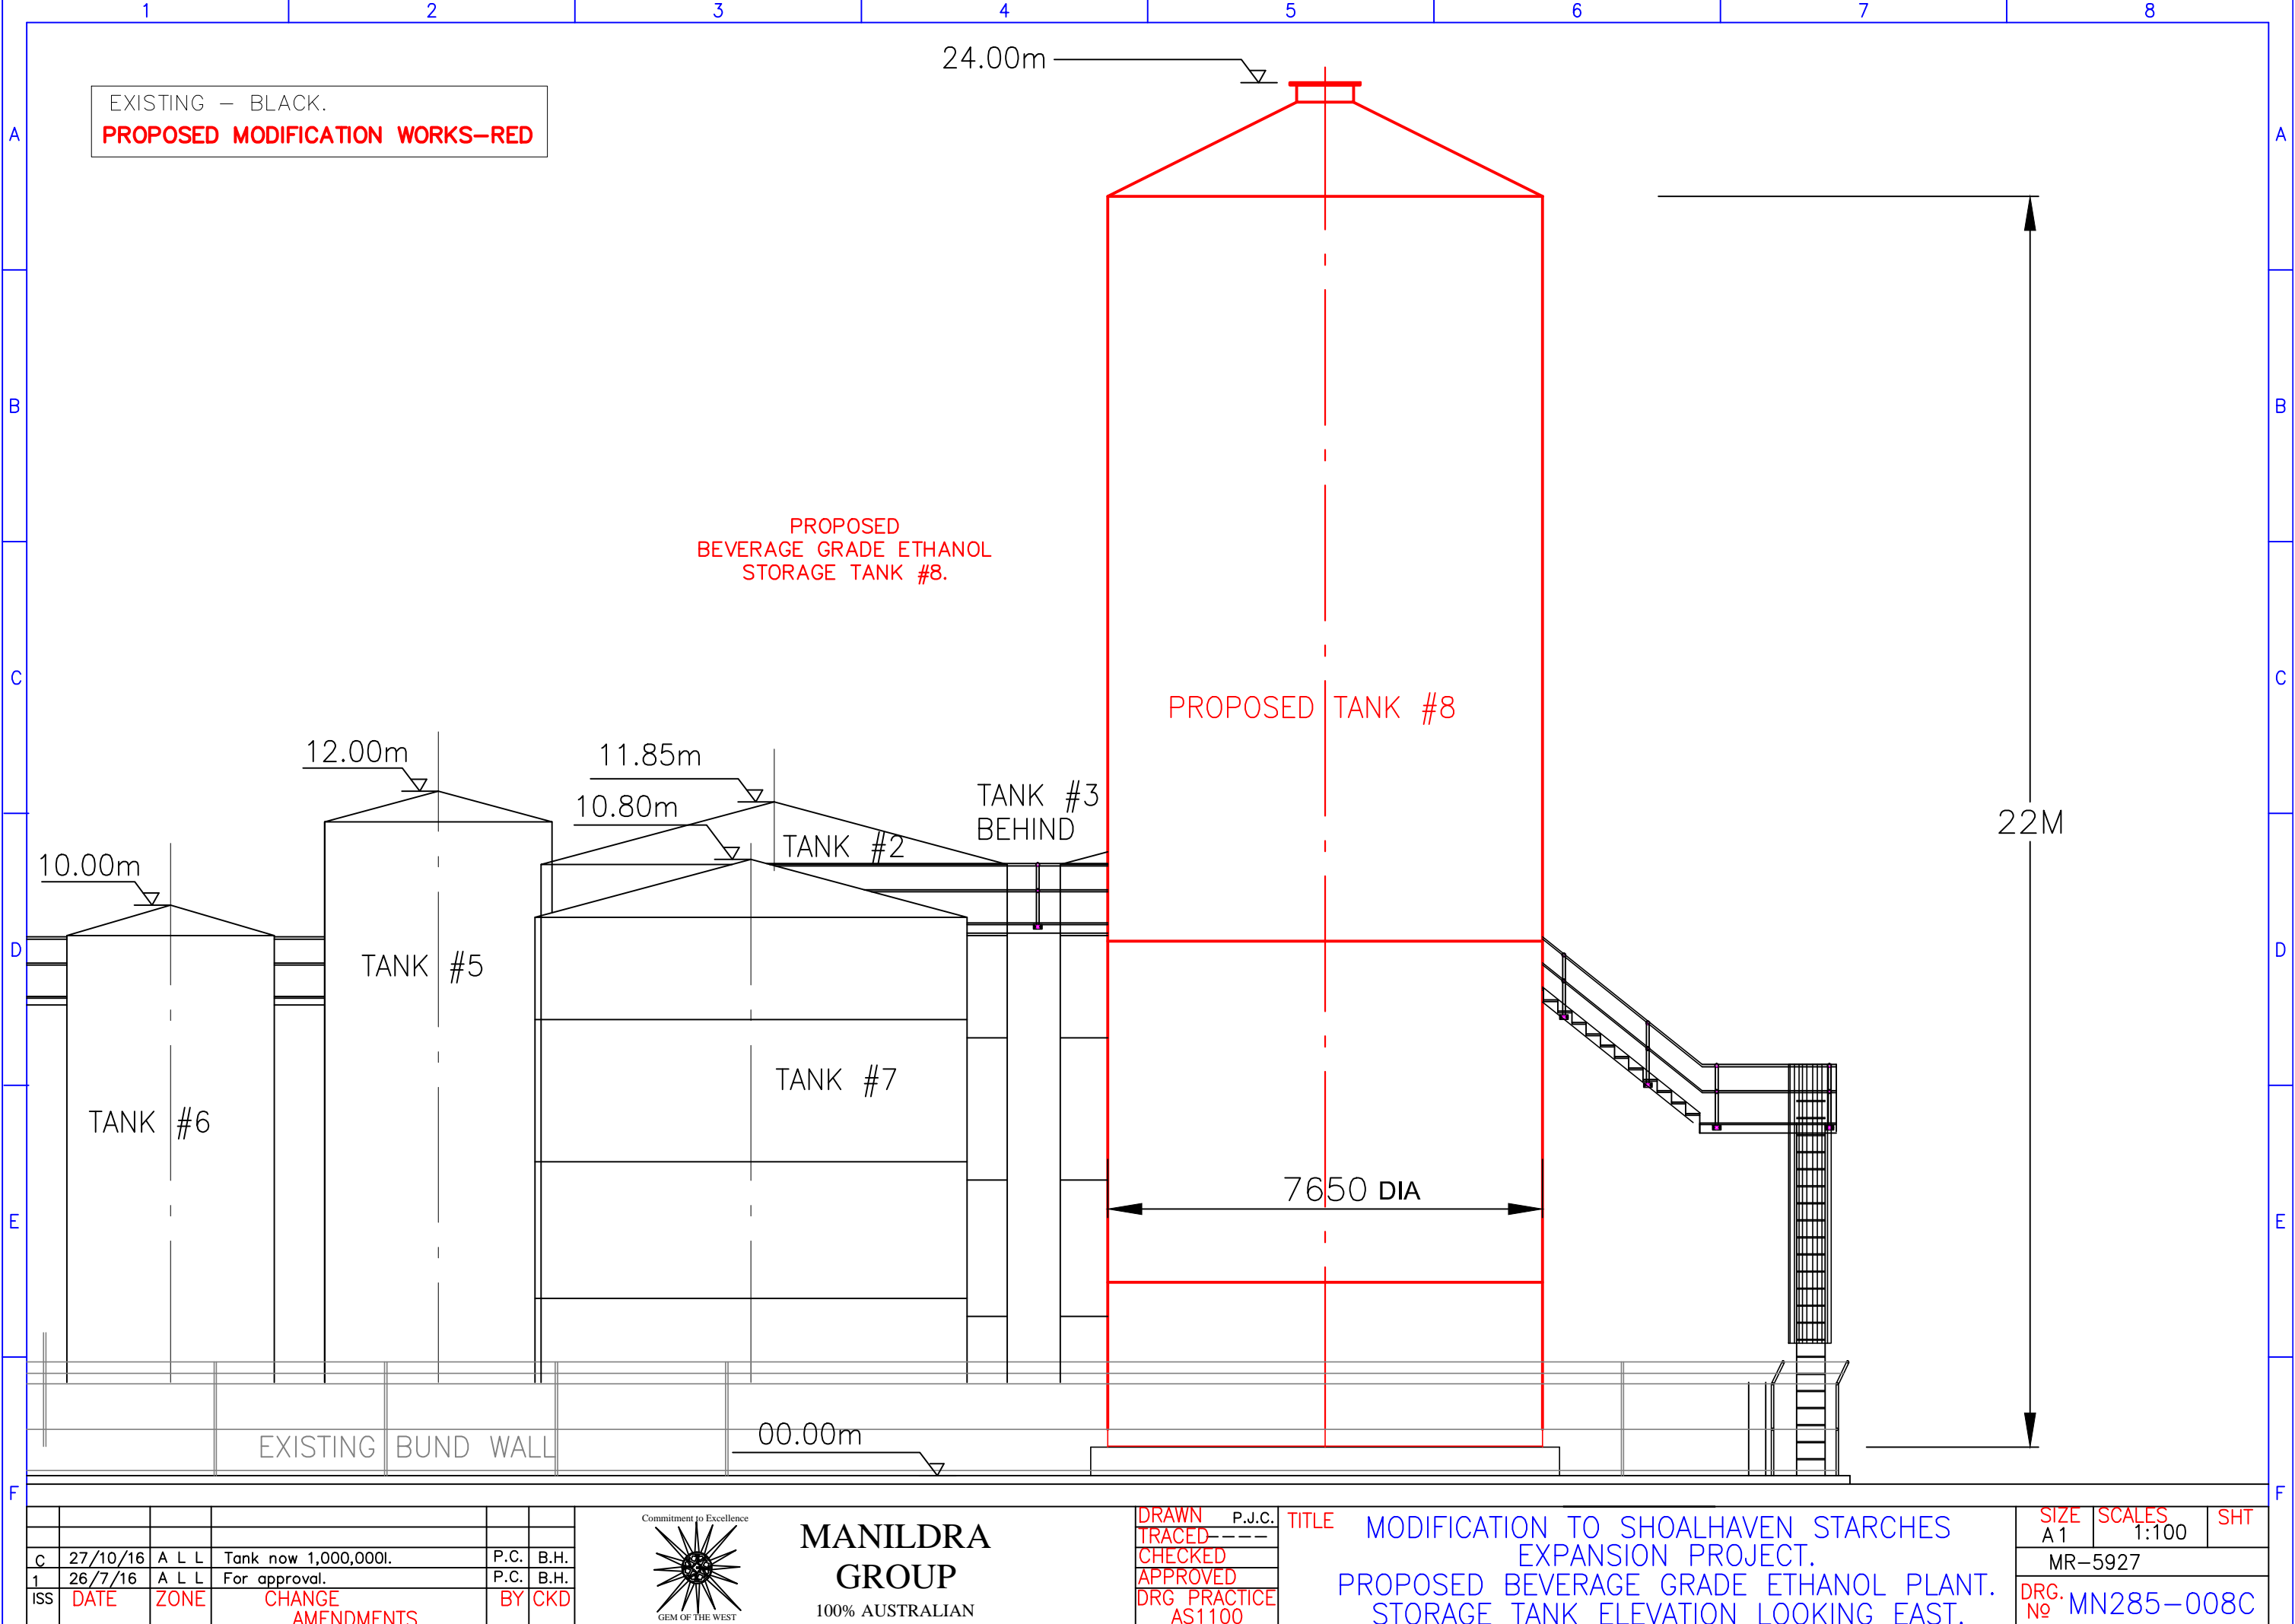 1 2 3 4 5 6 7 8
24.00m
EXISTING - BLACK.
PROPOSED MODIFICATION WORKS-RED
A A
B B
PROPOSED
BEVERAGE GRADE ETHANOL
STORAGE TANK #8.
C C
PROPOSED TANK #8
12.00m
11.85m
10.80m
TANK #3
BEHIND
TANK #2
22M
10.00m
D D
TANK #5
TANK #7
TANK #6
7650 DIA
E E
00.00m
EXISTING BUND WALL
F F
C 27/10/16 A L L Tank now 1,000,000l. P.C. B.H.
1 26/7/16 A L L For approval. P.C. B.H.
ISS DATE ZONE CHANGE BY CKD
AMENDMENTS
Commitment to Excellence
GEM OF THE WEST
MANILDRA
GROUP
100% AUSTRALIAN
DRAWN P.J.C.
TRACED----
CHECKED
APPROVED
DRG PRACTICE
AS1100
TITLE MODIFICATION TO SHOALHAVEN STARCHES
EXPANSION PROJECT.
PROPOSED BEVERAGE GRADE ETHANOL PLANT.
STORAGE TANK ELEVATION LOOKING EAST.
SIZE SCALES SHT
A1 1:100
MR-5927
DRG. Nº MN285-008C